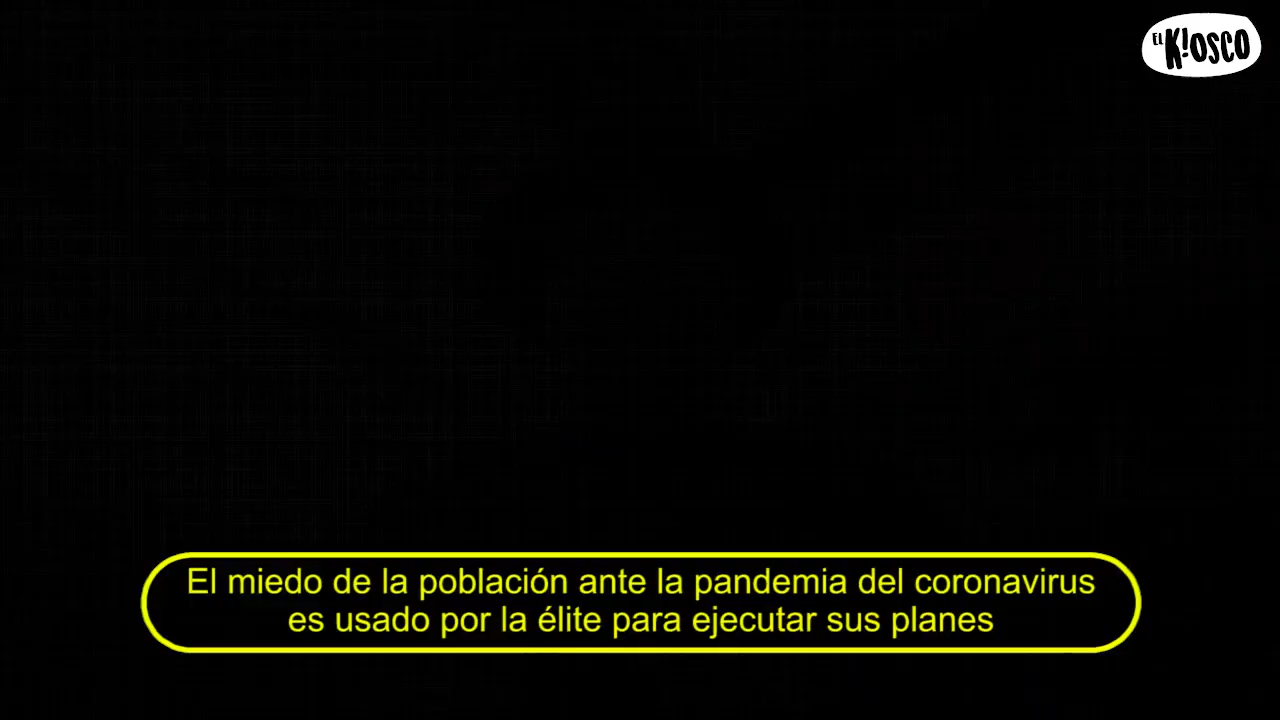 EL K!OSCO
El miedo de la población ante la pandemia del coronavirus
es usado por la élite para ejecutar sus planes